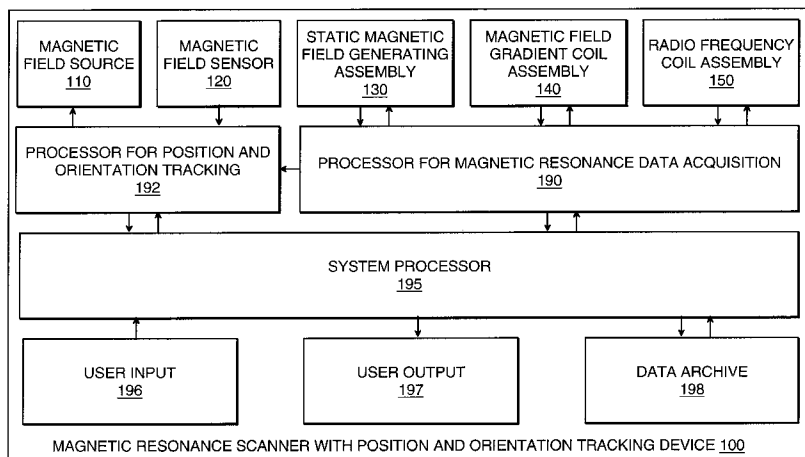 MAGNETIC
FIELD SOURCE
110
MAGNETIC
FIELD SENSOR
120
STATIC MAGNETIC
FIELD GENERATING
ASSEMBLY
130
MAGNETIC FIELD
GRADIENT COIL
ASSEMBLY
140
RADIO FREQUENCY
COIL ASSEMBLY
150
PROCESSOR FOR POSITION AND
ORIENTATION TRACKING
192
PROCESSOR FOR MAGNETIC RESONANCE DATA ACQUISITION
190
SYSTEM PROCESSOR
195
USER INPUT
196
USER OUTPUT
197
DATA ARCHIVE
198
MAGNETIC RESONANCE SCANNER WITH POSITION AND ORIENTATION TRACKING DEVICE 100